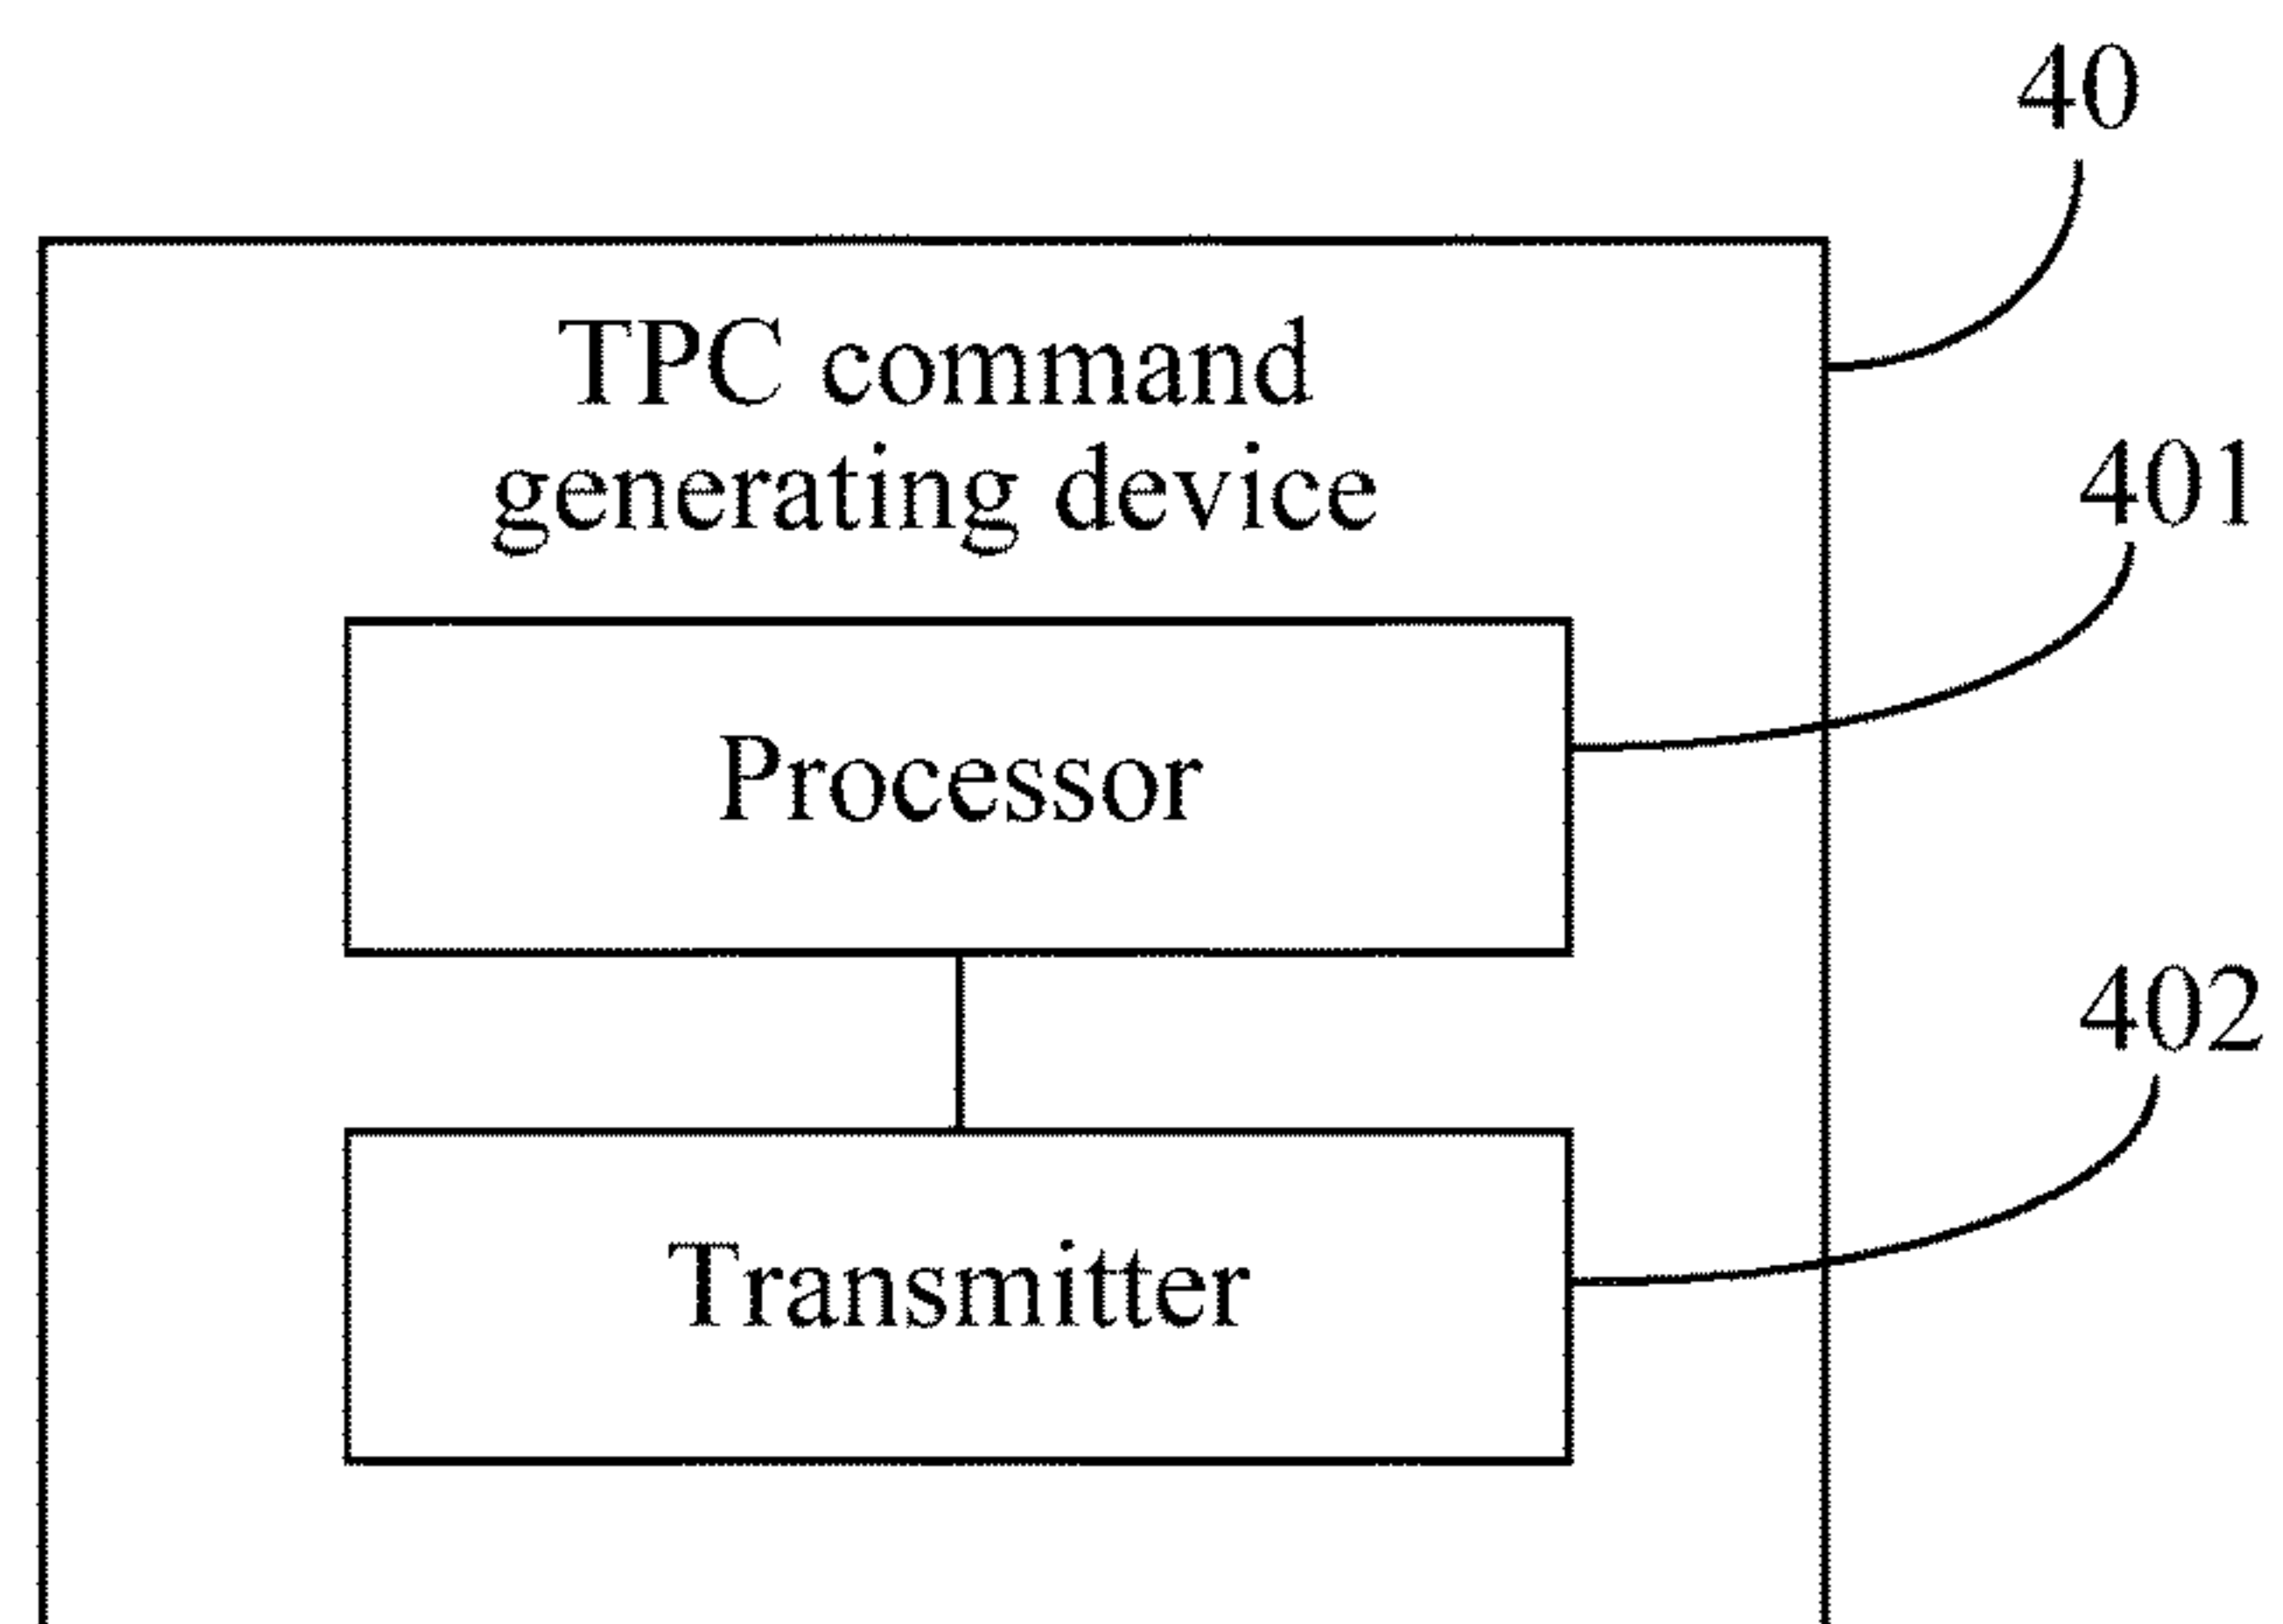 40
TPC command
generating device
401
Processor
402
Transmitter